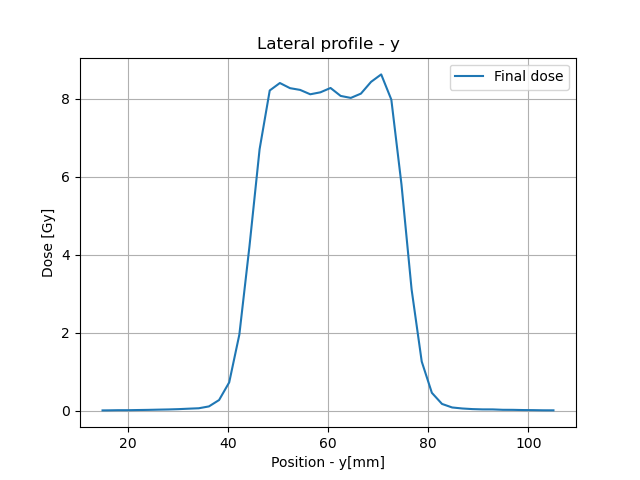 Lateral profile - y
Final dose
Dose [Gy]
8
6
4
2
0
20 40 60 80 100
Position - y[mm]